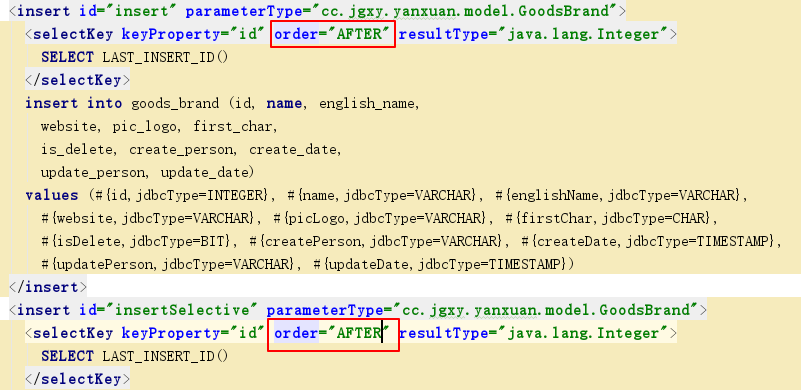 <insert id="insert" parameterType="cc.jgxy.yanxuan.model.GoodsBrand">
<selectKey keyProperty="id" order="AFTER" resultType="java.lang.Integer">
SELECT LAST_INSERT_ID()
</selectKey>
insert into goods_brand (id, name, english_name,
website, pic_logo, first_char,
is_delete, create_person, create_date,
update_person, update_date)
values (#{id,jdbcType=INTEGER}, #{name,jdbcType=VARCHAR}, #{englishName,jdbcType=VARCHAR},
#{website,jdbcType=VARCHAR}, #{picLogo,jdbcType=VARCHAR}, #{firstChar,jdbcType=CHAR},
#{isDelete,jdbcType=BIT}, #{createPerson,jdbcType=VARCHAR}, #{createDate,jdbcType=TIMESTAMP},
#{updatePerson,jdbcType=VARCHAR}, #{updateDate,jdbcType=TIMESTAMP})
</insert>
<insert id="insertSelective" parameterType="cc.jgxy.yanxuan.model.GoodsBrand">
<selectKey keyProperty="id" order="AFTER" resultType="java.lang.Integer">
SELECT LAST_INSERT_ID()
</selectKey>